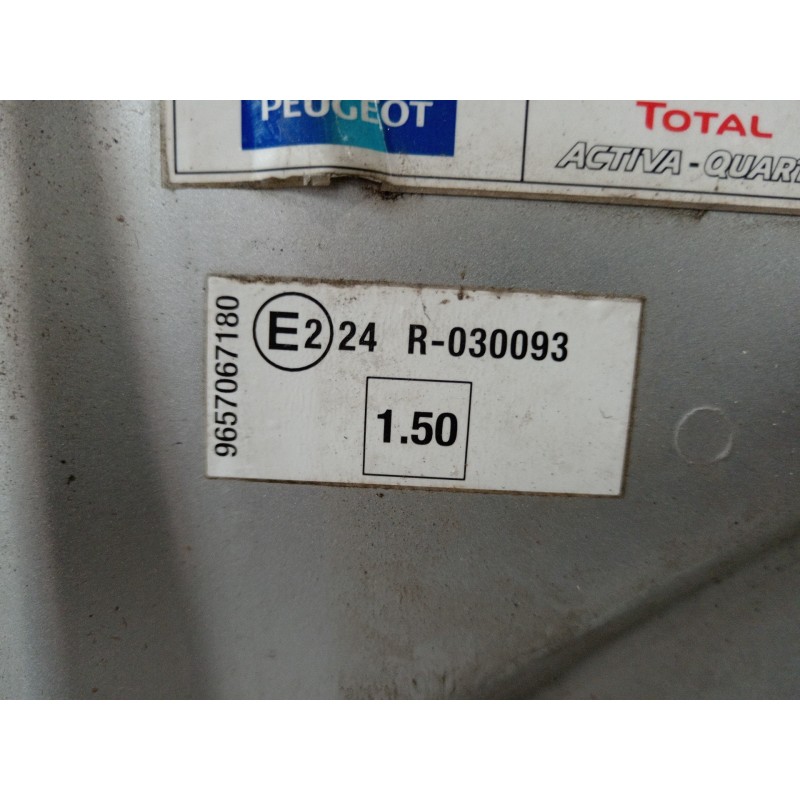 PEUGEOT
TOTAL
ACTIVA-QUART
9657067180
E2 24 R-030093
1.50